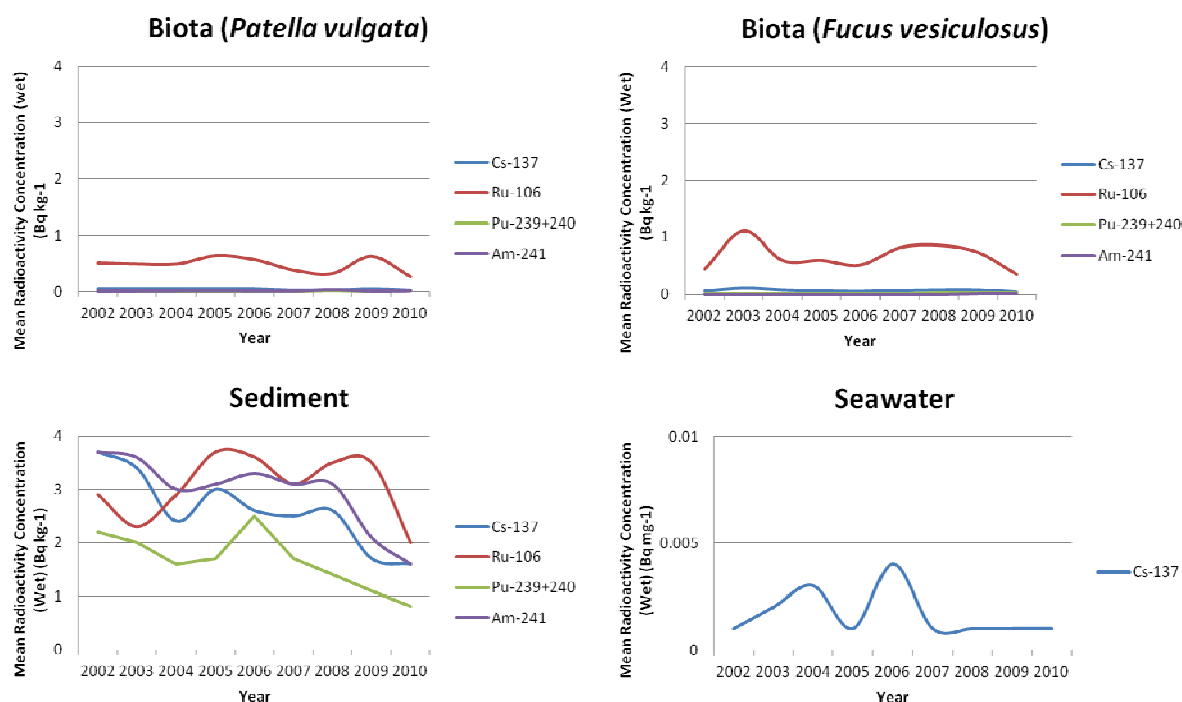 Biota (Patella vulgata)
Mean Radioactivity Concentration (wet)
(Bq kg-1)
4
3
2
1
0
2002 2003 2004 2005 2006 2007 2008 2009 2010
Year
Cs-137
Ru-106
Pu-239+240
Am-241
Biota (Fucus vesiculosus)
Mean Radioactivity Concentration (Wet)
(Bq kg-1
4
3
2
1
0
2002 2003 2004 2005 2006 2007 2008 2009 2010
Year
Cs-137
Ru-106
Pu-239+240
Am-241
Sediment
Mean Radioactivity Concentration
(Wet) (Bq kg-1)
4
3
2
1
0
2002 2003 2004 2005 2006 2007 2008 2009 2010
Year
Cs-137
Ru-106
Pu-239+240
Am-241
Seawater
Mean Radioactivity Concentration
(Wet) (Bq mg-1)
0.01
0.005
0
2002 2003 2004 2005 2006 2007 2008 2009 2010
Year
Cs-137